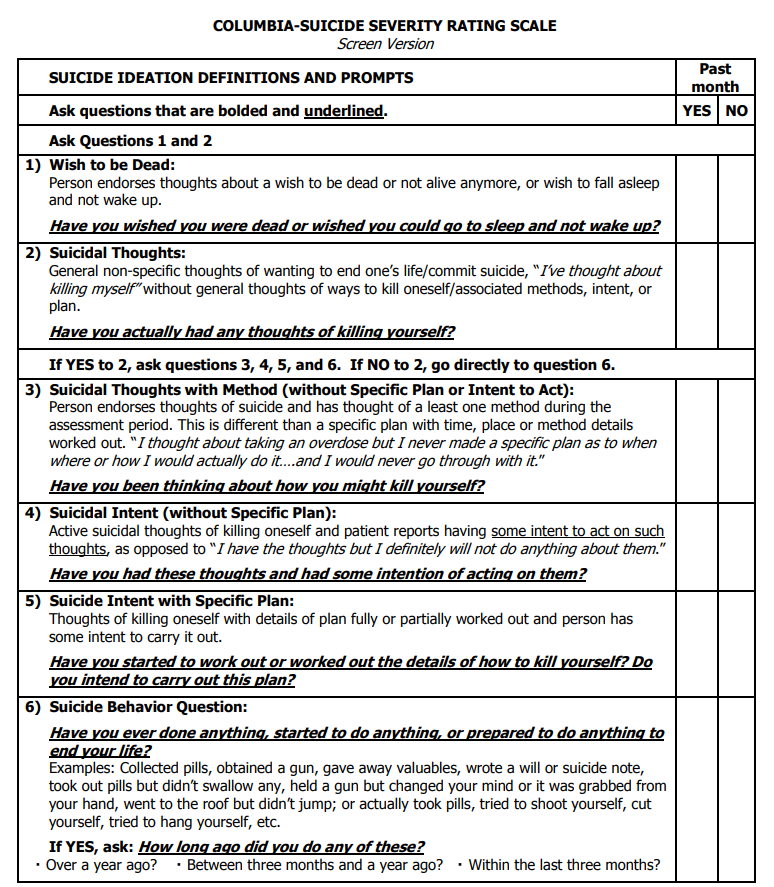 COLUMBIA-SUICIDE SEVERITY RATING SCALE
Screen Version
SUICIDE IDEATION DEFINITIONS AND PROMPTS
Past
month
Ask questions that are bolded and underlined.
YES NO
Ask Questions 1 and 2
1) Wish to be Dead:
Person endorses thoughts about a wish to be dead or not alive anymore, or wish to fall asleep
and not wake up.
Have you wished you were dead or wished you could go to sleep and not wake up?
2) Suicidal Thoughts:
General non-specific thoughts of wanting to end one's life/commit suicide, "I've thought about
killing myself" without general thoughts of ways to kill oneself/associated methods, intent, or
plan.
Have you actually had any thoughts of killing yourself?
If YES to 2, ask questions 3, 4, 5, and 6. If NO to 2, go directly to question 6.
3) Suicidal Thoughts with Method (without Specific Plan or Intent to Act):
Person endorses thoughts of suicide and has thought of a least one method during the
assessment period. This is different than a specific plan with time, place or method details
worked out. "I thought about taking an overdose but I never made a specific plan as to when
where or how I would actually do it....and I would never go through with it."
Have you been thinking about how you might kill yourself?
4) Suicidal Intent (without Specific Plan):
Active suicidal thoughts of killing oneself and patient reports having some intent to act on such
thoughts, as opposed to "I have the thoughts but I definitely will not do anything about them."
Have you had these thoughts and had some intention of acting on them?
5) Suicide Intent with Specific Plan:
Thoughts of killing oneself with details of plan fully or partially worked out and person has
some intent to carry it out.
Have you started to work out or worked out the details of how to kill yourself? Do
you intend to carry out this plan?
6) Suicide Behavior Question:
Have you ever done anything, started to do anything, or prepared to do anything to
end your life?
Examples: Collected pills, obtained a gun, gave away valuables, wrote a will or suicide note,
took out pills but didn't swallow any, held a gun but changed your mind or it was grabbed from
your hand, went to the roof but didn't jump; or actually took pills, tried to shoot yourself, cut
yourself, tried to hang yourself, etc.
If YES, ask: How long ago did you do any of these?
· Over a year ago? · Between three months and a year ago? · Within the last three months?